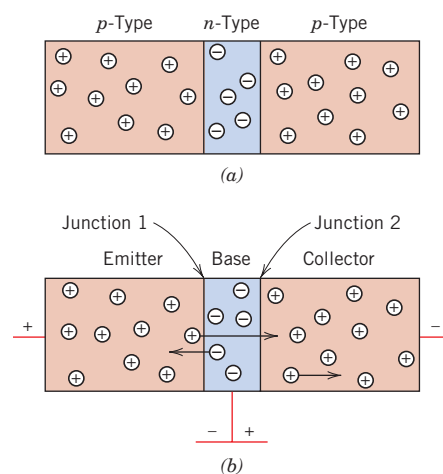 p-Type n-Type p-Type
+ + + + + + + + + + − − − − − + + + + + + + + + +
(a)
Junction 1 Junction 2
Emitter Base Collector
+ + + + + + + + + + + − − − − − + + + + + + + + + −
− +
(b)